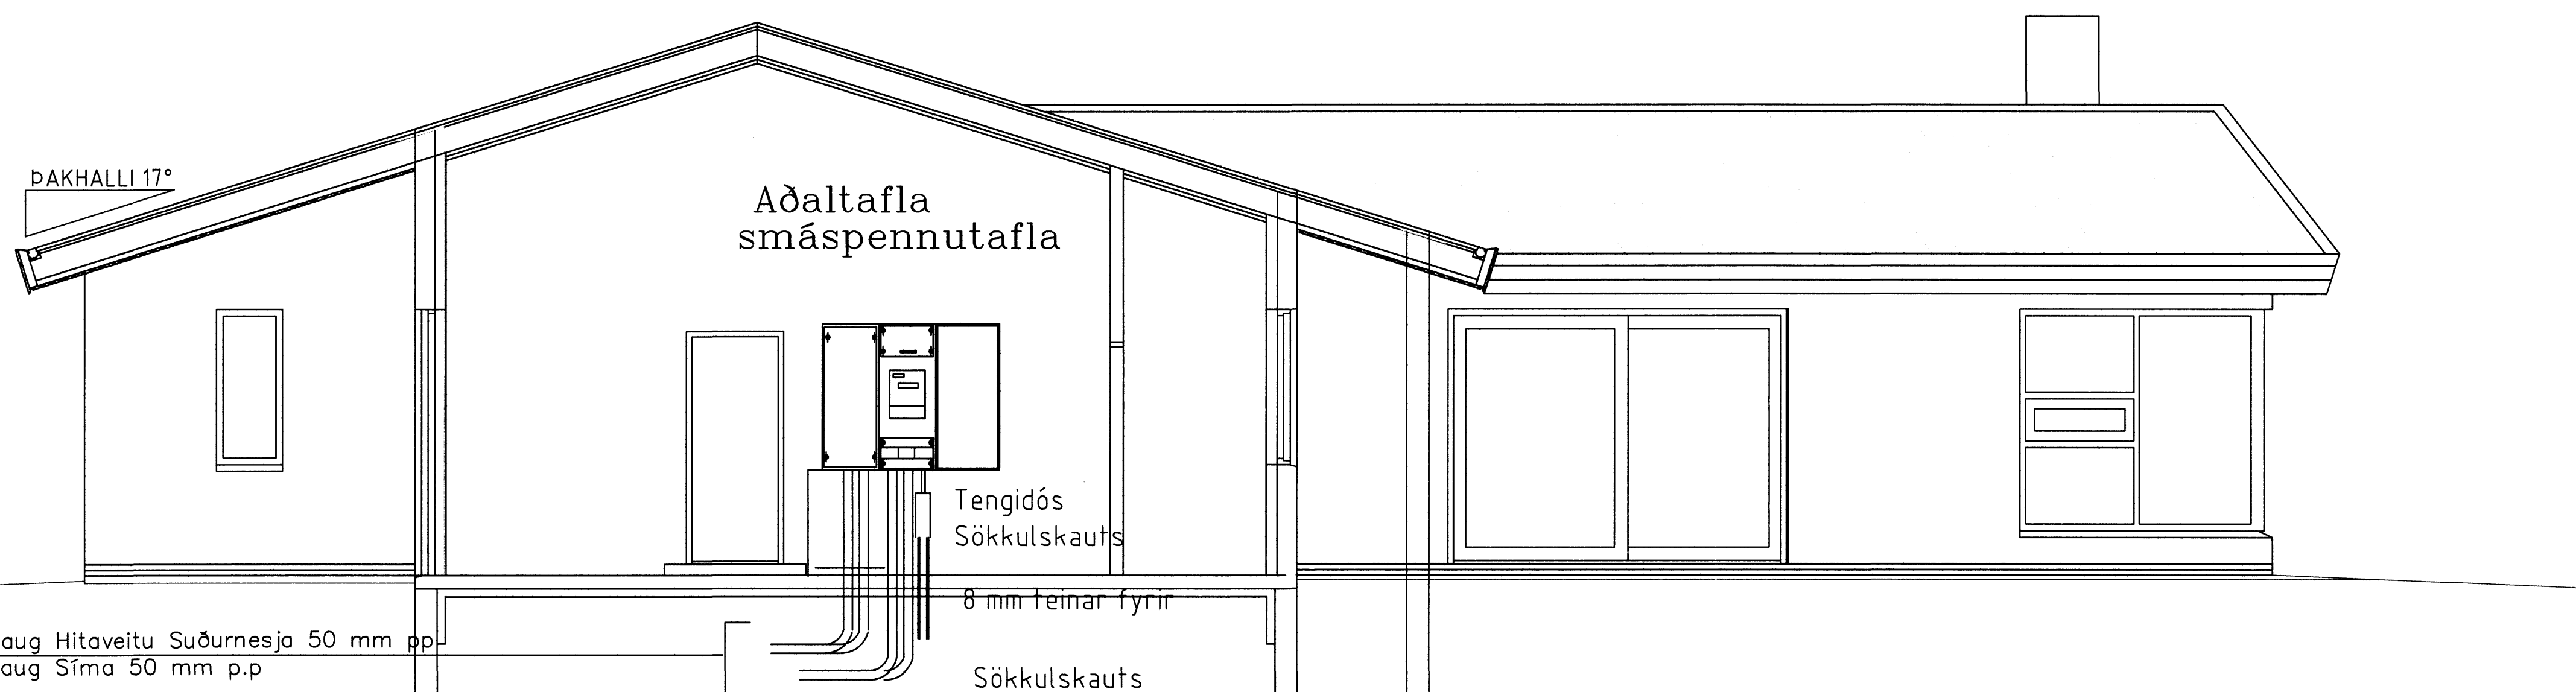 ÞAKHALLI 17°
Aðaltafla
smáspennutafla
Tengidós
Sökkulskauts
8 mm teinar fyrir
aug Hitaveitu Suðurnesja 50 mm pp
aug Síma 50 mm p.p
Sökkulskauts